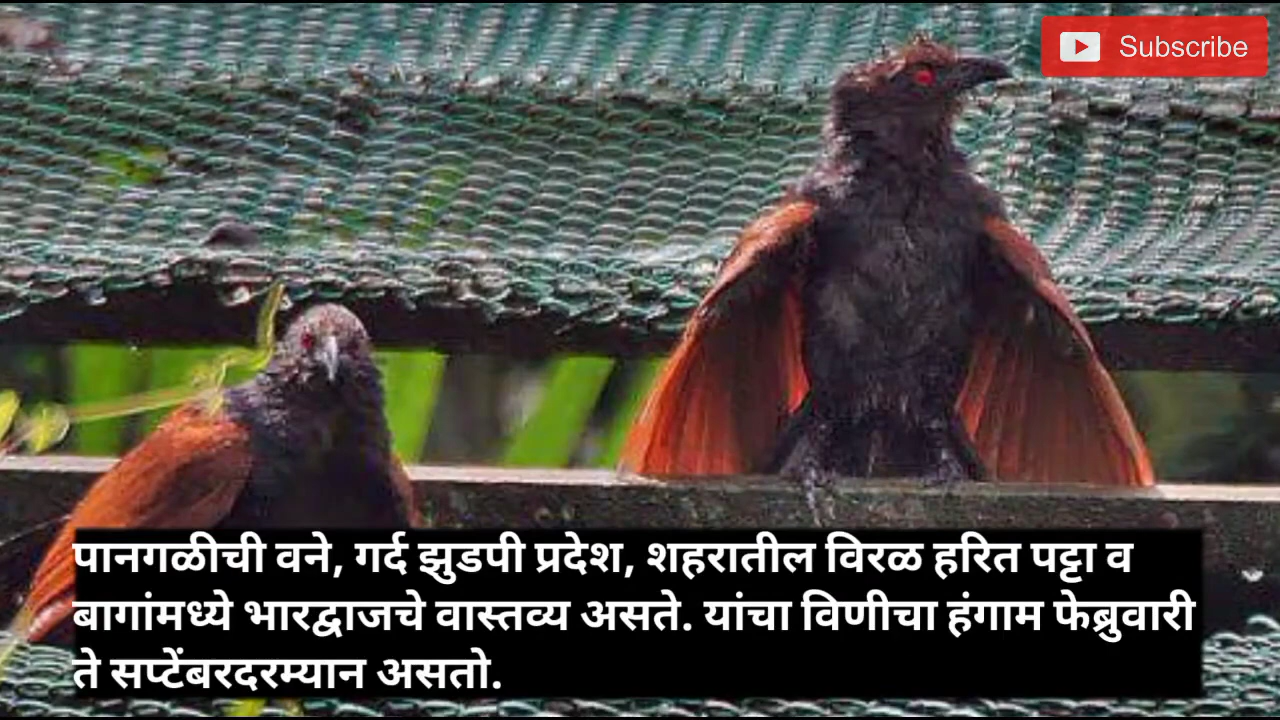 Subscribe
पानगळीची वने, गर्द झुडपी प्रदेश, शहरातील विरळ हरित पट्टा व
बागांमध्ये भारद्वाजचे वास्तव्य असते. यांचा विणीचा हंगाम फेब्रुवारी
ते सप्टेंबरदरम्यान असतो.